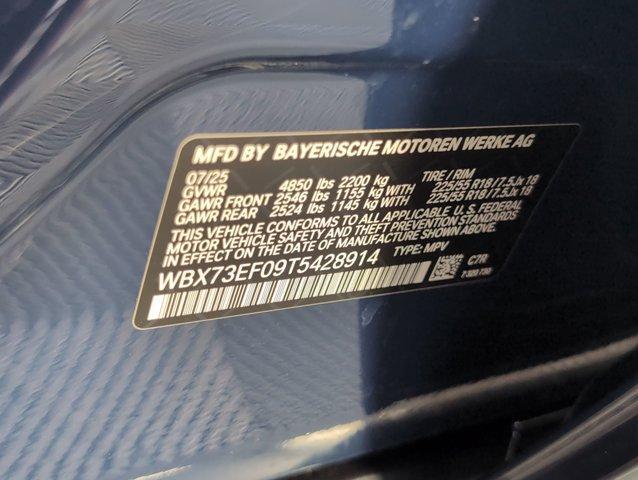 MFD BY BAYERISCHE MOTOREN WERKE AG
07/25 TIRE / RIM
GVWR 4850 lbs 2200 kg
GAWR FRONT 2546 lbs 1155 kg WITH 225/55 R18/7.5Jx18
GAWR REAR 2524 lbs 1145 kg WITH 225/55 R18/7.5Jx18
THIS VEHICLE CONFORMS TO ALL APPLICABLE U.S. FEDERAL
MOTOR VEHICLE SAFETY AND THEFT PREVENTION STANDARDS
IN EFFECT ON THE DATE OF MANUFACTURE SHOWN ABOVE.
WBX73EF09T5428914 TYPE: MPV
C7R